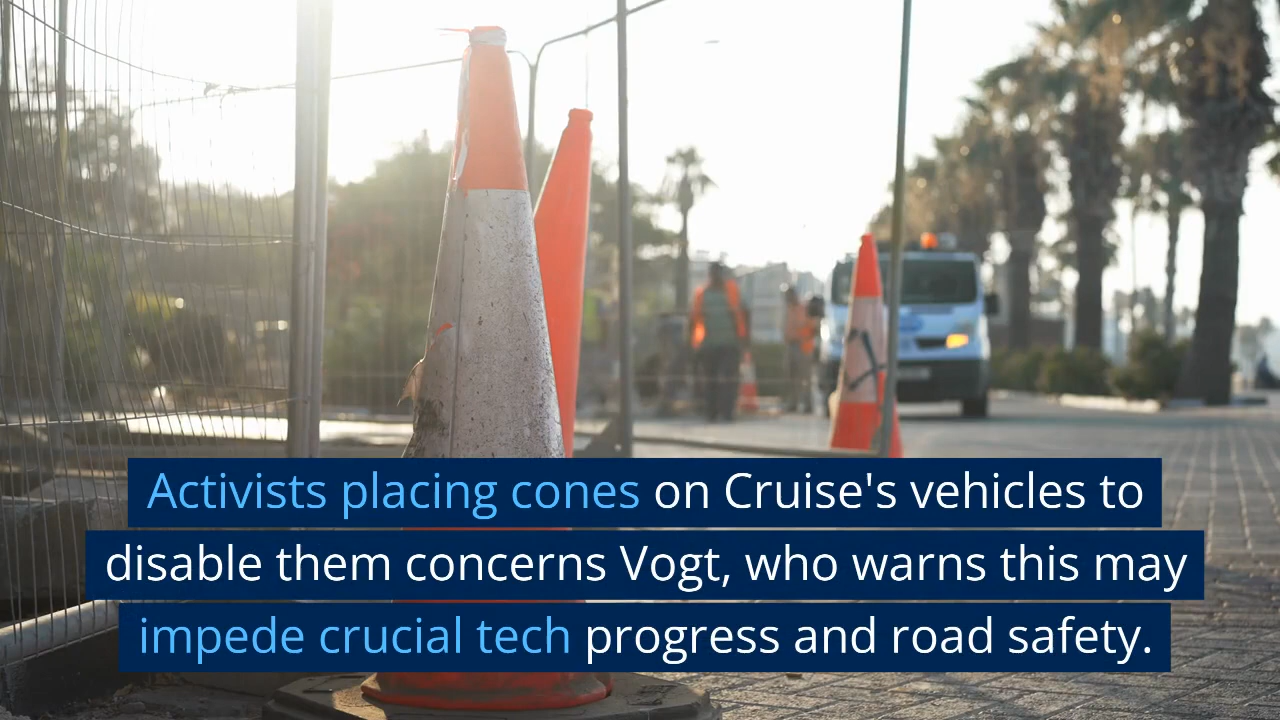 Activists placing cones on Cruise's vehicles to
disable them concerns Vogt, who warns this may
impede crucial tech progress and road safety.